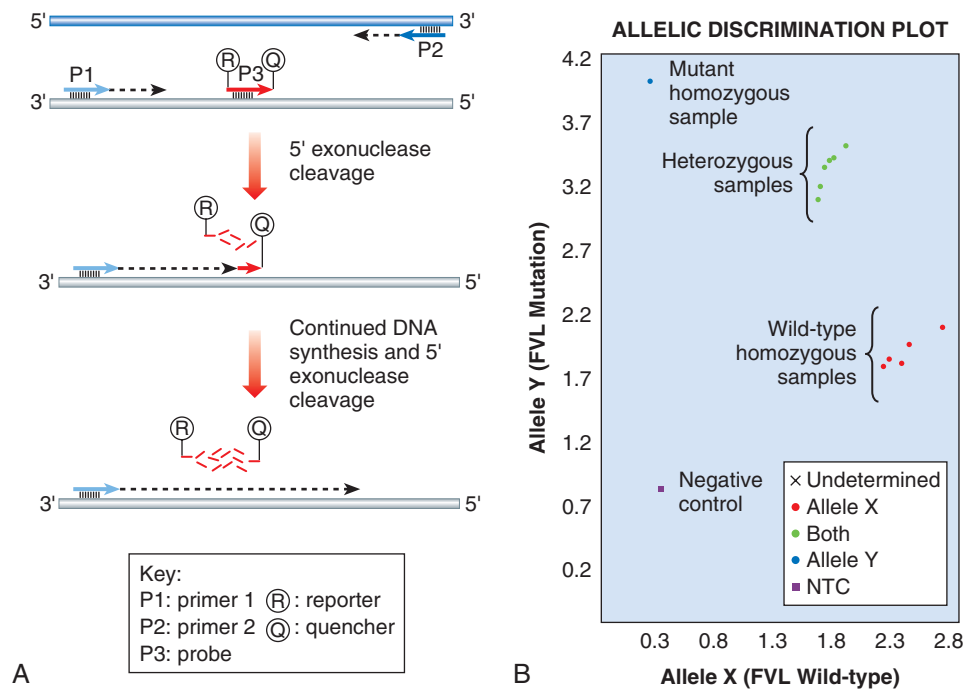 5'
3'
P2
P1
R
P3
Q
3'
5'
5' exonuclease
cleavage
R
Q
3'
5'
Continued DNA
synthesis and 5'
exonuclease
cleavage
R
Q
3'
5'
Key:
P1: primer 1 R : reporter
P2: primer 2 Q : quencher
P3: probe
A
ALLELIC DISCRIMINATION PLOT
Allele Y (FVL Mutation)
4.2
3.7
3.2
2.7
2.2
1.7
1.2
0.7
0.2
Mutant
homozygous
sample
Heterozygous
samples
Wild-type
homozygous
samples
Negative
control
× Undetermined
Allele X
Both
Allele Y
NTC
0.3 0.8 1.3 1.8 2.3 2.8
Allele X (FVL Wild-type)
B